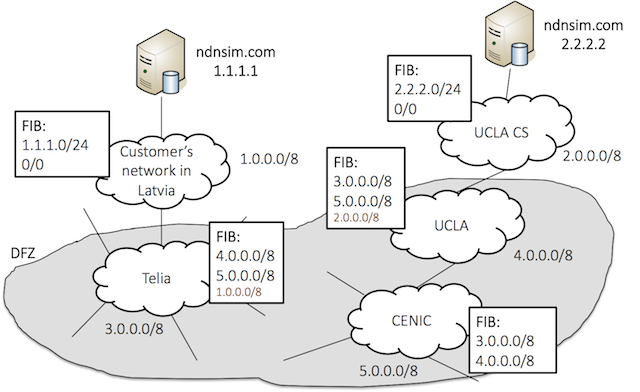 ndnsim.com
1.1.1.1
ndnsim.com
2.2.2.2
FIB:
1.1.1.0/24
0/0
Customer's
network in
Latvia
1.0.0.0/8
FIB:
2.2.2.0/24
0/0
UCLA CS
2.0.0.0/8
FIB:
3.0.0.0/8
5.0.0.0/8
2.0.0.0/8
UCLA
4.0.0.0/8
DFZ
Telia
3.0.0.0/8
FIB:
4.0.0.0/8
5.0.0.0/8
1.0.0.0/8
CENIC
5.0.0.0/8
FIB:
3.0.0.0/8
4.0.0.0/8